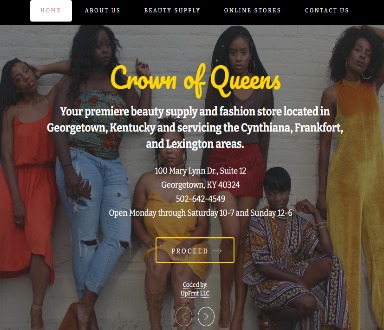 HOME ABOUT US BEAUTY SUPPLY ONLINE STORES CONTACT US
Crown of Queens
Your premiere beauty supply and fashion store located in
Georgetown, Kentucky and servicing the Cynthiana, Frankfort,
and Lexington areas.
100 Mary Lynn Dr., Suite 12
Georgetown, KY 40324
502-642-4549
Open Monday through Saturday 10-7 and Sunday 12-6
PROCEED
Coded by
UpFrnt LLC